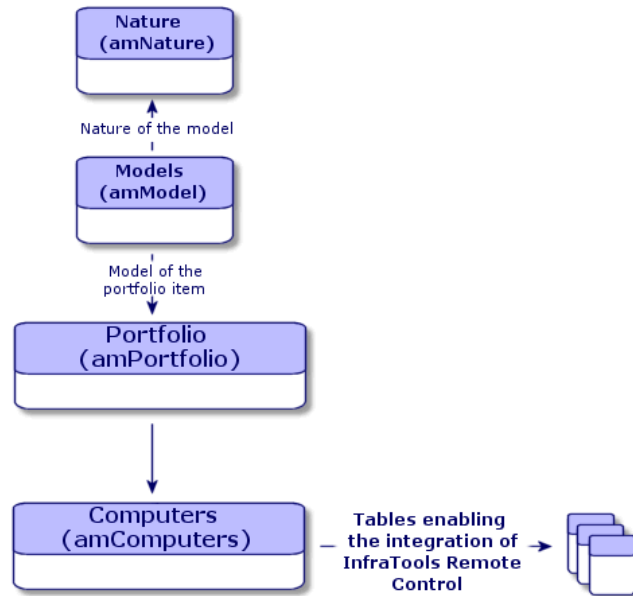 Nature
(amNature)
Nature of the model
Models
(amModel)
Model of the
portfolio item
Portfolio
(amPortfolio)
Computers
(amComputers)
Tables enabling
the integration of
InfraTools Remote
Control